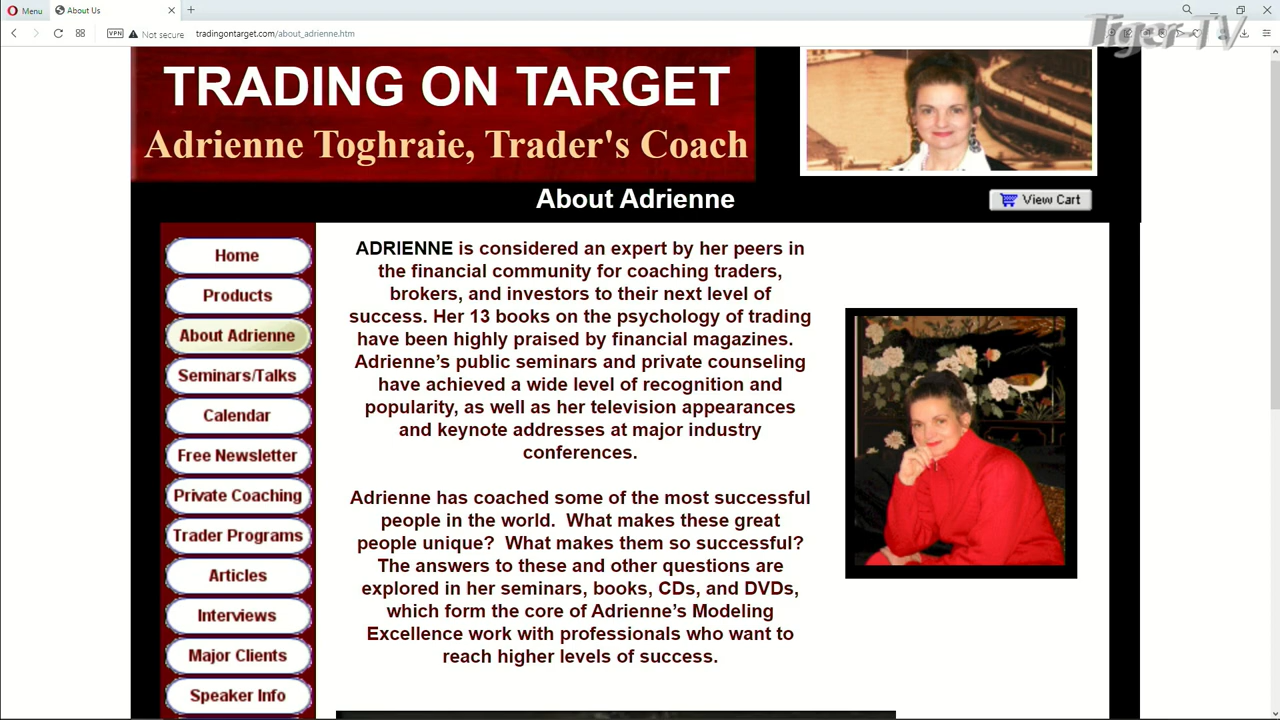 Menu
About Us
Tiger TV
VPN
Not secure
tradingontarget.com/about_adrienne.htm
TRADING ON TARGET
Adrienne Toghraie, Trader's Coach
About Adrienne
View Cart
Home
Products
About Adrienne
Seminars/Talks
Calendar
Free Newsletter
Private Coaching
Trader Programs
Articles
Interviews
Major Clients
Speaker Info
ADRIENNE is considered an expert by her peers in
the financial community for coaching traders,
brokers, and investors to their next level of
success. Her 13 books on the psychology of trading
have been highly praised by financial magazines.
Adrienne’s public seminars and private counseling
have achieved a wide level of recognition and
popularity, as well as her television appearances
and keynote addresses at major industry
conferences.
Adrienne has coached some of the most successful
people in the world.  What makes these great
people unique?  What makes them so successful?
The answers to these and other questions are
explored in her seminars, books, CDs, and DVDs,
which form the core of Adrienne’s Modeling
Excellence work with professionals who want to
reach higher levels of success.